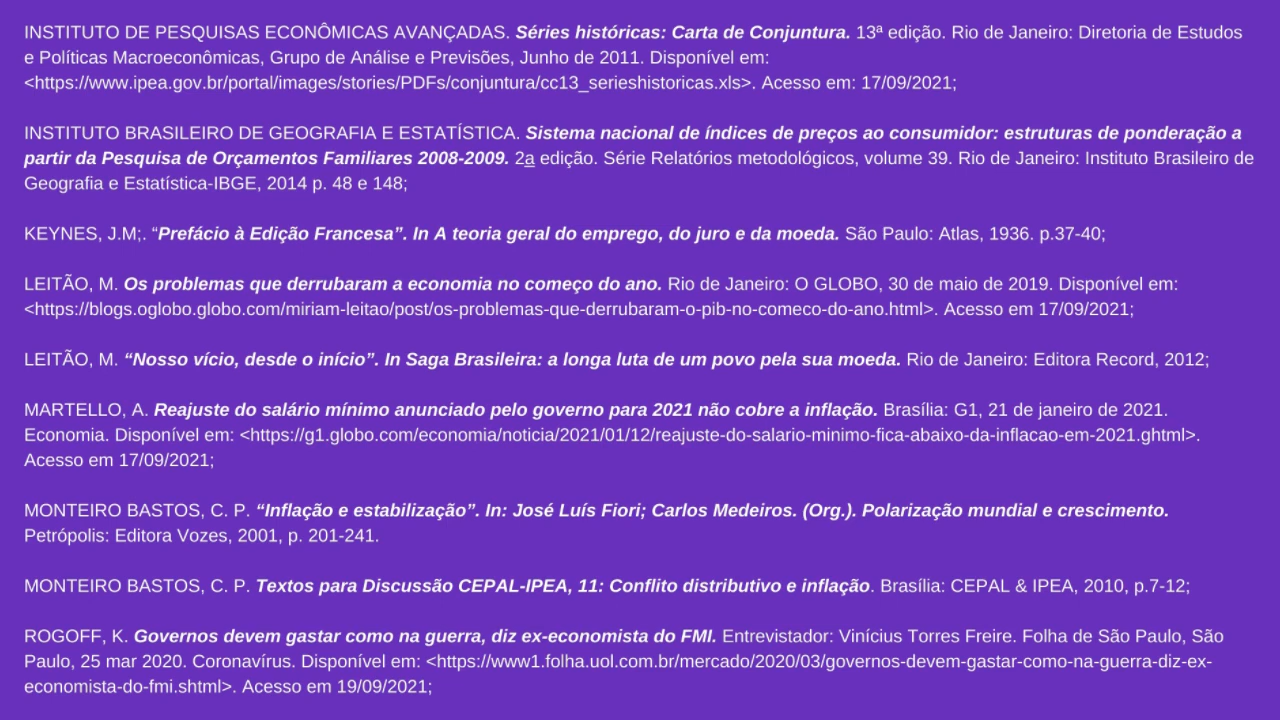 INSTITUTO DE PESQUISAS ECONÔMICAS AVANÇADAS. Séries históricas: Carta de Conjuntura. 13ª edição. Rio de Janeiro: Diretoria de Estudos
e Políticas Macroeconômicas, Grupo de Análise e Previsões, Junho de 2011. Disponível em:
<https://www.ipea.gov.br/portal/images/stories/PDFs/conjuntura/cc13_serieshistoricas.xls>. Acesso em: 17/09/2021;
INSTITUTO BRASILEIRO DE GEOGRAFIA E ESTATÍSTICA. Sistema nacional de índices de preços ao consumidor: estruturas de ponderação a
partir da Pesquisa de Orçamentos Familiares 2008-2009. 2a edição. Série Relatórios metodológicos, volume 39. Rio de Janeiro: Instituto Brasileiro de
Geografia e Estatística-IBGE, 2014 p. 48 e 148;
KEYNES, J.M;. “Prefácio à Edição Francesa”. In A teoria geral do emprego, do juro e da moeda. São Paulo: Atlas, 1936. p.37-40;
LEITÃO, M. Os problemas que derrubaram a economia no começo do ano. Rio de Janeiro: O GLOBO, 30 de maio de 2019. Disponível em:
<https://blogs.oglobo.globo.com/miriam-leitao/post/os-problemas-que-derrubaram-o-pib-no-comeco-do-ano.html>. Acesso em 17/09/2021;
LEITÃO, M. “Nosso vício, desde o início”. In Saga Brasileira: a longa luta de um povo pela sua moeda. Rio de Janeiro: Editora Record, 2012;
MARTELLO, A. Reajuste do salário mínimo anunciado pelo governo para 2021 não cobre a inflação. Brasília: G1, 21 de janeiro de 2021.
Economia. Disponível em: <https://g1.globo.com/economia/noticia/2021/01/12/reajuste-do-salario-minimo-fica-abaixo-da-inflacao-em-2021.ghtml>.
Acesso em 17/09/2021;
MONTEIRO BASTOS, C. P. “Inflação e estabilização”. In: José Luís Fiori; Carlos Medeiros. (Org.). Polarização mundial e crescimento.
Petrópolis: Editora Vozes, 2001, p. 201-241.
MONTEIRO BASTOS, C. P. Textos para Discussão CEPAL-IPEA, 11: Conflito distributivo e inflação. Brasília: CEPAL & IPEA, 2010, p.7-12;
ROGOFF, K. Governos devem gastar como na guerra, diz ex-economista do FMI. Entrevistador: Vinícius Torres Freire. Folha de São Paulo, São
Paulo, 25 mar 2020. Coronavírus. Disponível em: <https://www1.folha.uol.com.br/mercado/2020/03/governos-devem-gastar-como-na-guerra-diz-ex-
economista-do-fmi.shtml>. Acesso em 19/09/2021;